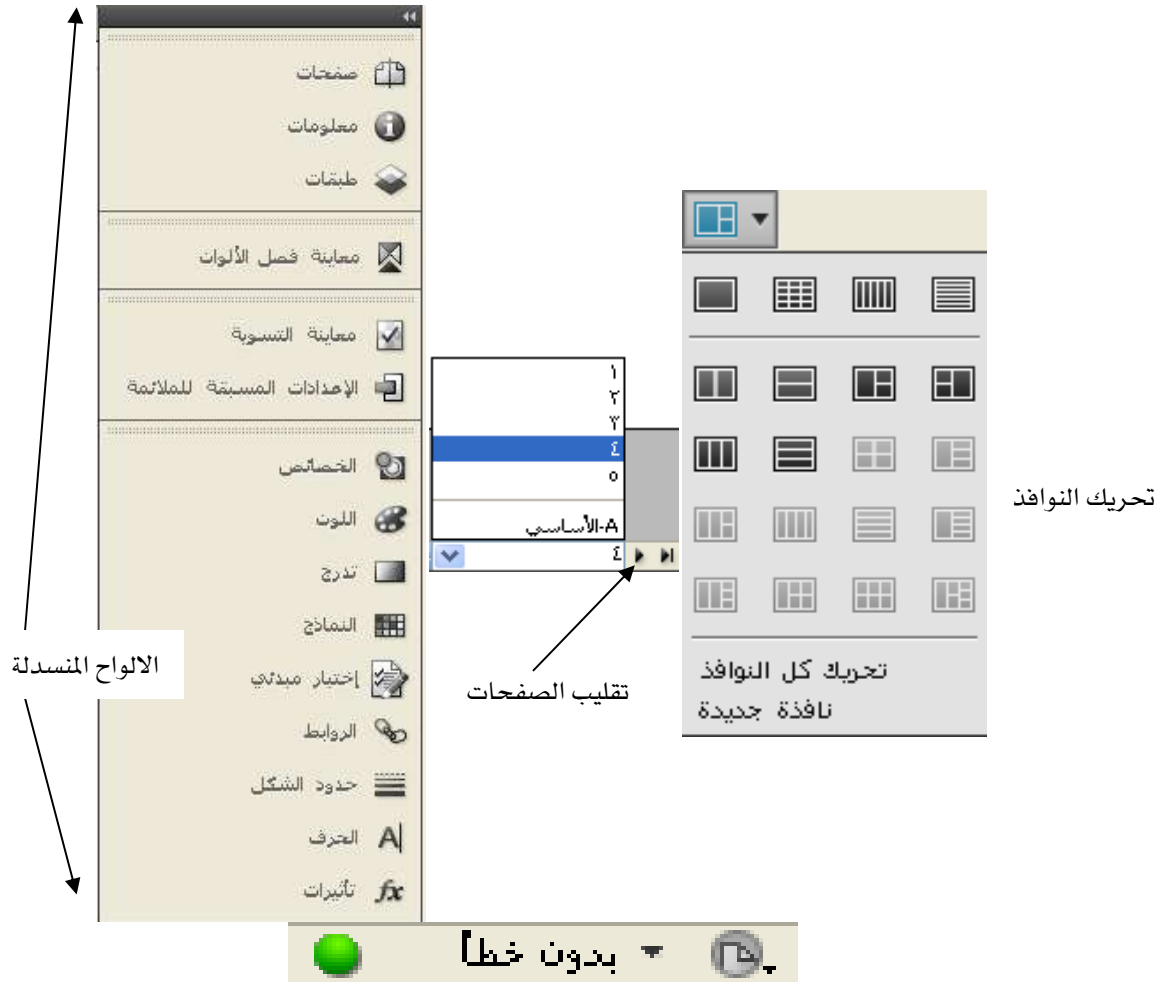 صفحات
معلومات
طبقات
معاينة فصل الألوان
معاينة التسوية
الإعدادات المسبقة للملائمة
الخصائص
اللون
تدرج
النماذج
إختبار مبدئي
الروابط
حدود الشكل
الحرف
تأثيرات
الالواح المنسدلة
١
٢
٣
٤
٥
A-الأساسي
٤
تقليب الصفحات
تحريك كل النوافذ
نافذة جديدة
تحريك النوافذ
بدون خطأ